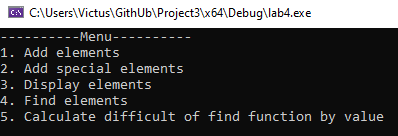 C:\Users\Victus\GithUb\Project3\x64\Debug\lab4.exe
----------Menu----------
1. Add elements
2. Add special elements
3. Display elements
4. Find elements
5. Calculate difficult of find function by value